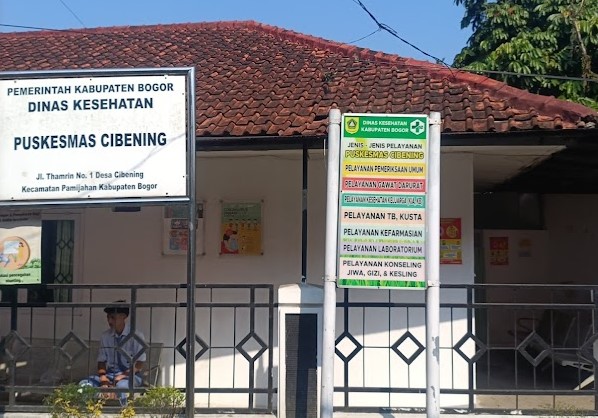 PEMERINTAH KABUPATEN BOGOR
DINAS KESEHATAN
PUSKESMAS CIBENING
Jl. Thamrin No. 1 Desa Cibening
Kecamatan Pamijahan Kabupaten Bogor
DINAS KESEHATAN
KABUPATEN BOGOR
JENIS - JENIS PELAYANAN
PUSKESMAS CIBENING
PELAYANAN PEMERIKSAAN UMUM
PELAYANAN GAWAT DARURAT
PELAYANAN KESEHATAN KELUARGA
PELAYANAN TB, KUSTA
PELAYANAN KEFARMASIAN
PELAYANAN LABORATORIUM
PELAYANAN KONSELING
JIWA, GIZI, & KESLING